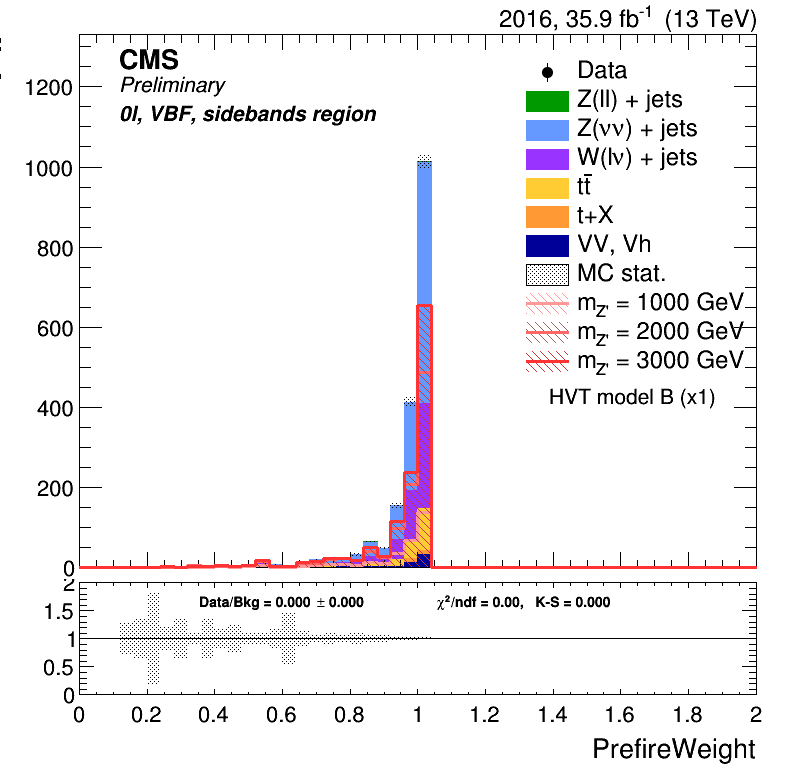 2016, 35.9 fb⁻¹ (13 TeV)
CMS
Preliminary
0l, VBF, sidebands region
Data
Z(ll) + jets
Z(νν) + jets
W(lν) + jets
tt̄
t+X
VV, Vh
MC stat.
m_Z' = 1000 GeV
m_Z' = 2000 GeV
m_Z' = 3000 GeV
HVT model B (x1)
1200
1000
800
600
400
200
0
Data/Bkg = 0.000 ± 0.000 χ²/ndf = 0.00, K-S = 0.000
2
1.5
1
0.5
0
0 0.2 0.4 0.6 0.8 1 1.2 1.4 1.6 1.8 2
PrefireWeight